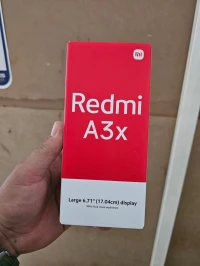 mi
Redmi
A3x
Large 6.71" (17.04cm) display